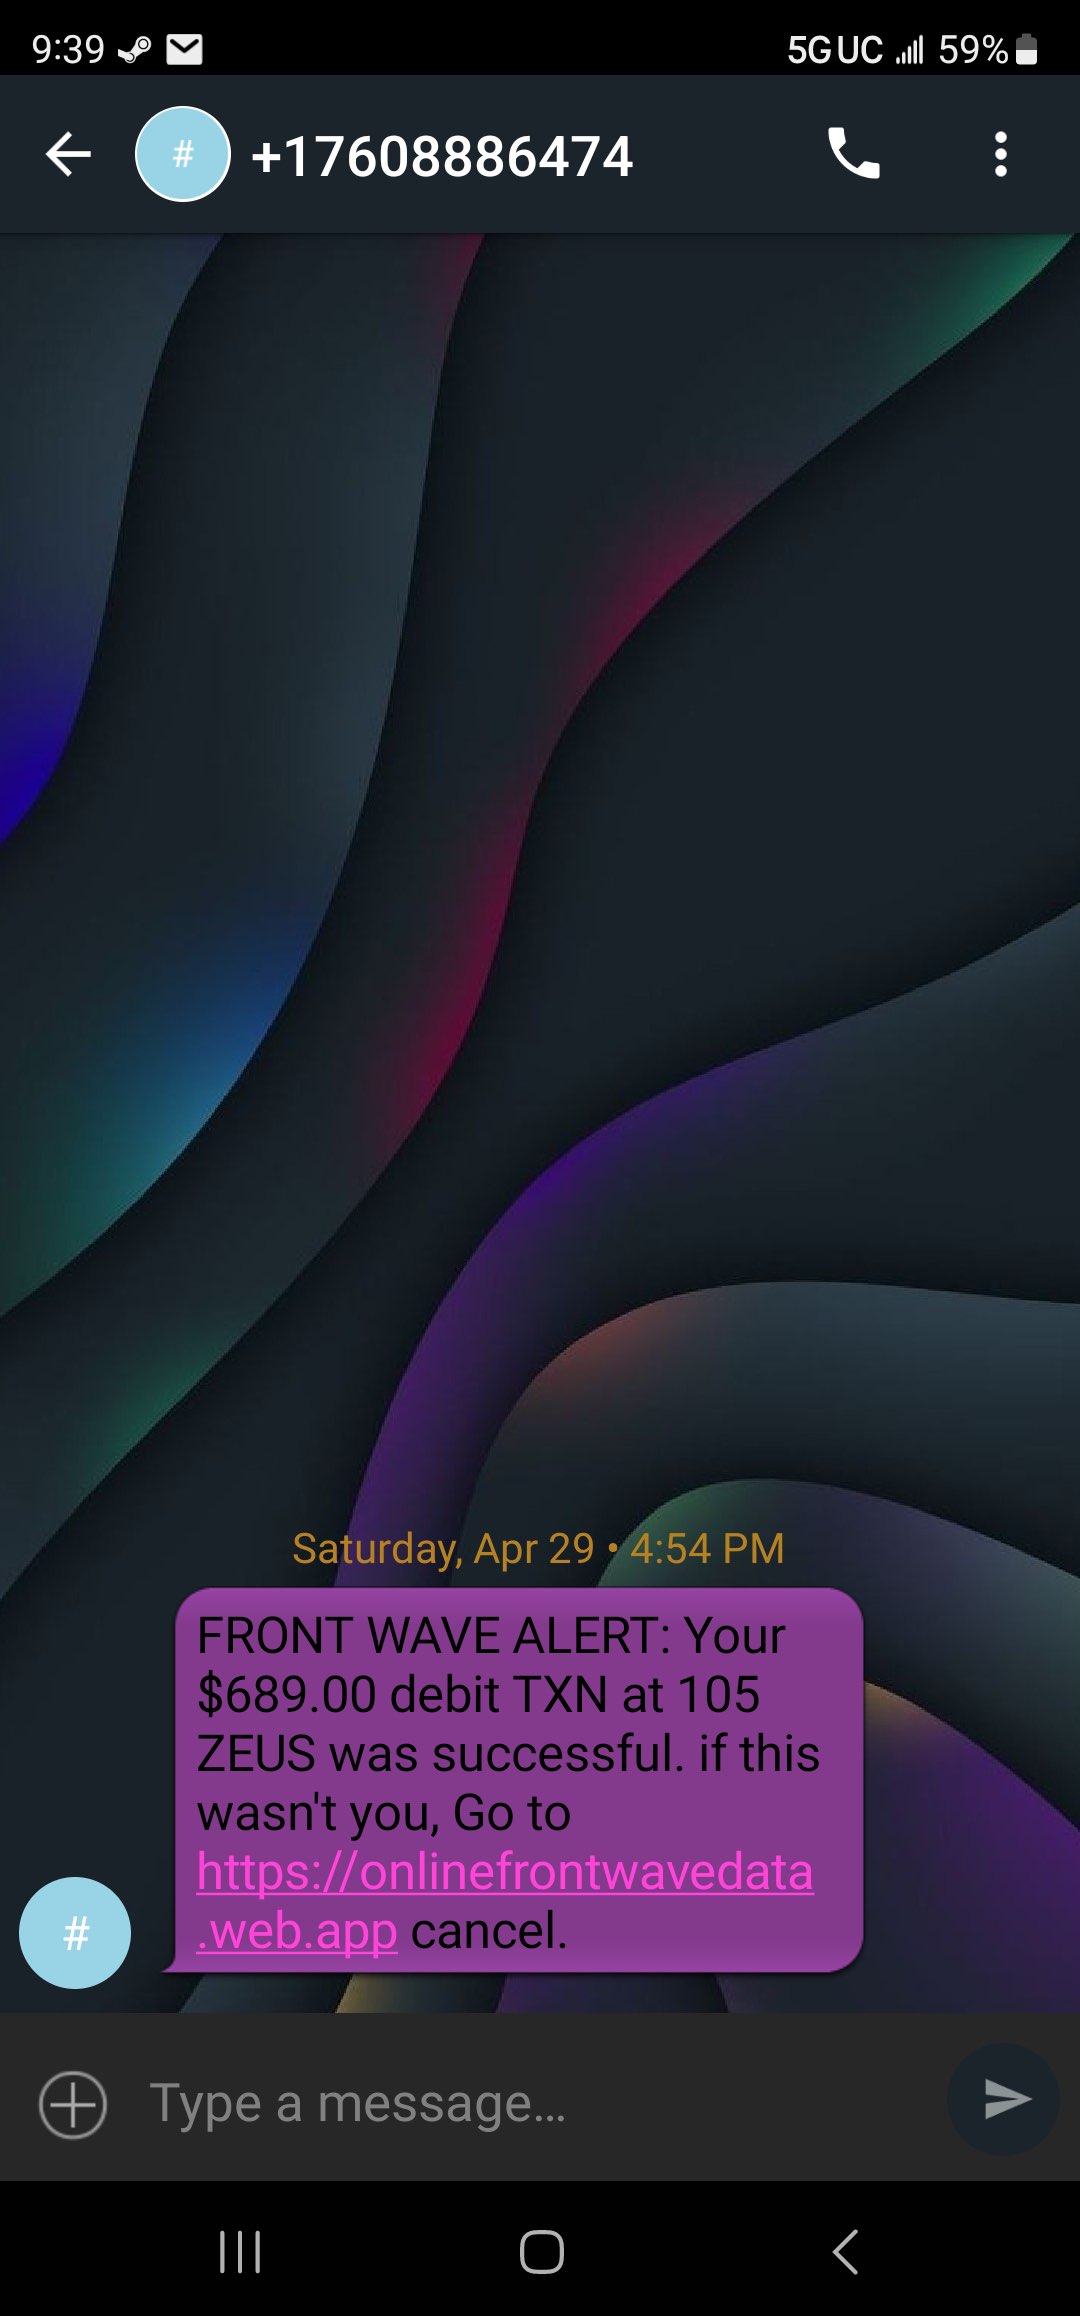 9:39 5G UC 59%
# +17608886474
Saturday, Apr 29 • 4:54 PM
FRONT WAVE ALERT: Your
$689.00 debit TXN at 105
ZEUS was successful. if this
wasn't you, Go to
https://onlinefrontwavedata
.web.app cancel.
#
Type a message...